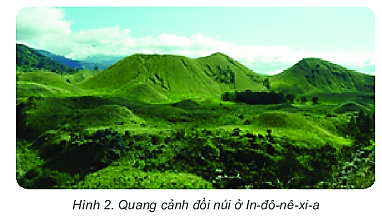 Hình 2. Quang cảnh đồi núi ở In-đô-nê-xi-a